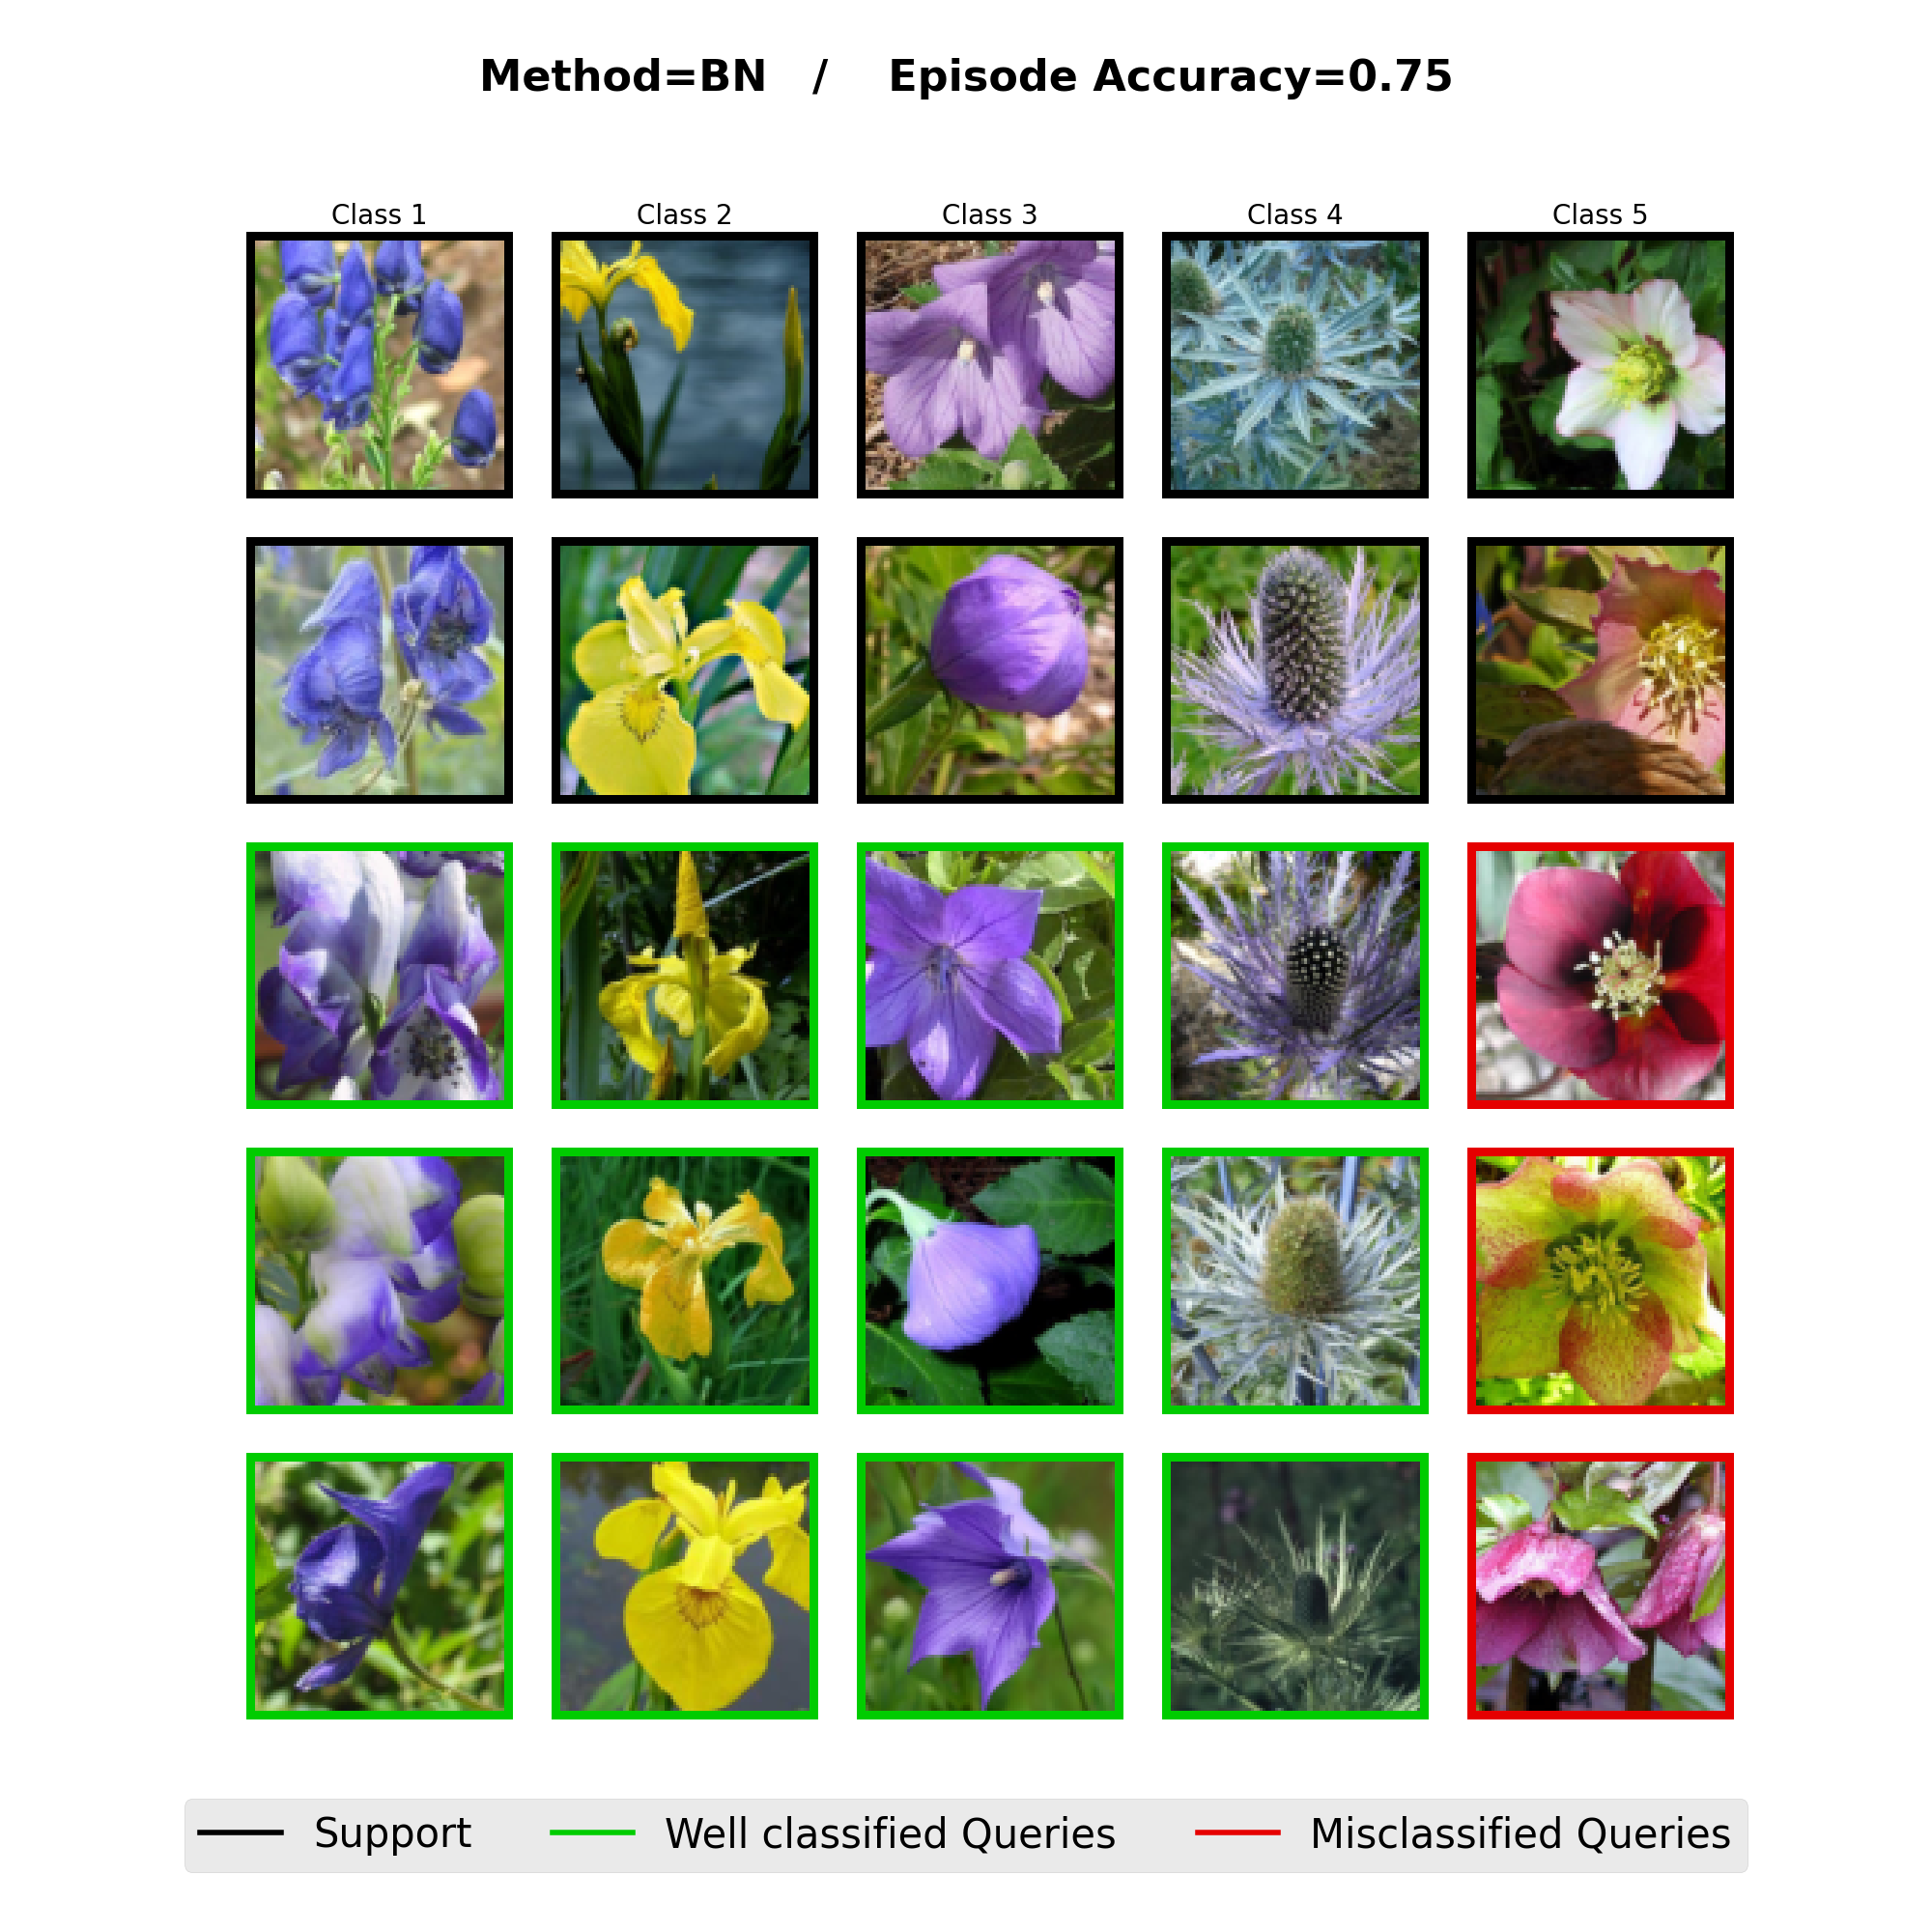 Method=BN / Episode Accuracy=0.75
Class 1 Class 2 Class 3 Class 4 Class 5
Support Well classified Queries Misclassified Queries